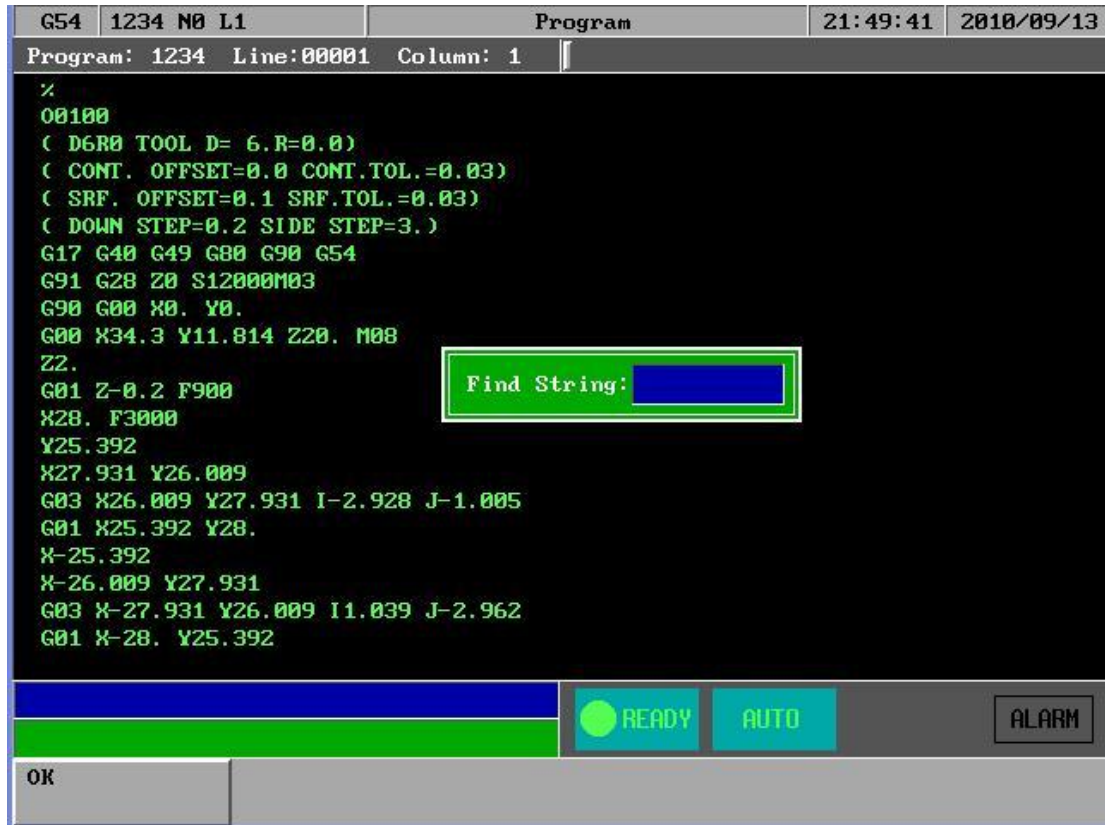 G54 1234 N0 L1 Program 21:49:41 2010/09/13
Program: 1234 Line:00001 Column: 1
%
O0100
( D6R0 TOOL D= 6.R=0.0)
( CONT. OFFSET=0.0 CONT.TOL.=0.03)
( SRF. OFFSET=0.1 SRF.TOL.=0.03)
( DOWN STEP=0.2 SIDE STEP=3.)
G17 G40 G49 G80 G90 G54
G91 G28 Z0 S12000M03
G90 G00 X0. Y0.
G00 X34.3 Y11.814 Z20. M08
Z2.
G01 Z-0.2 F900
X28. F3000
Y25.392
X27.931 Y26.009
G03 X26.009 Y27.931 I-2.928 J-1.005
G01 X25.392 Y28.
X-25.392
X-26.009 Y27.931
G03 X-27.931 Y26.009 I1.039 J-2.962
G01 X-28. Y25.392
Find String:
READY AUTO ALARM
OK